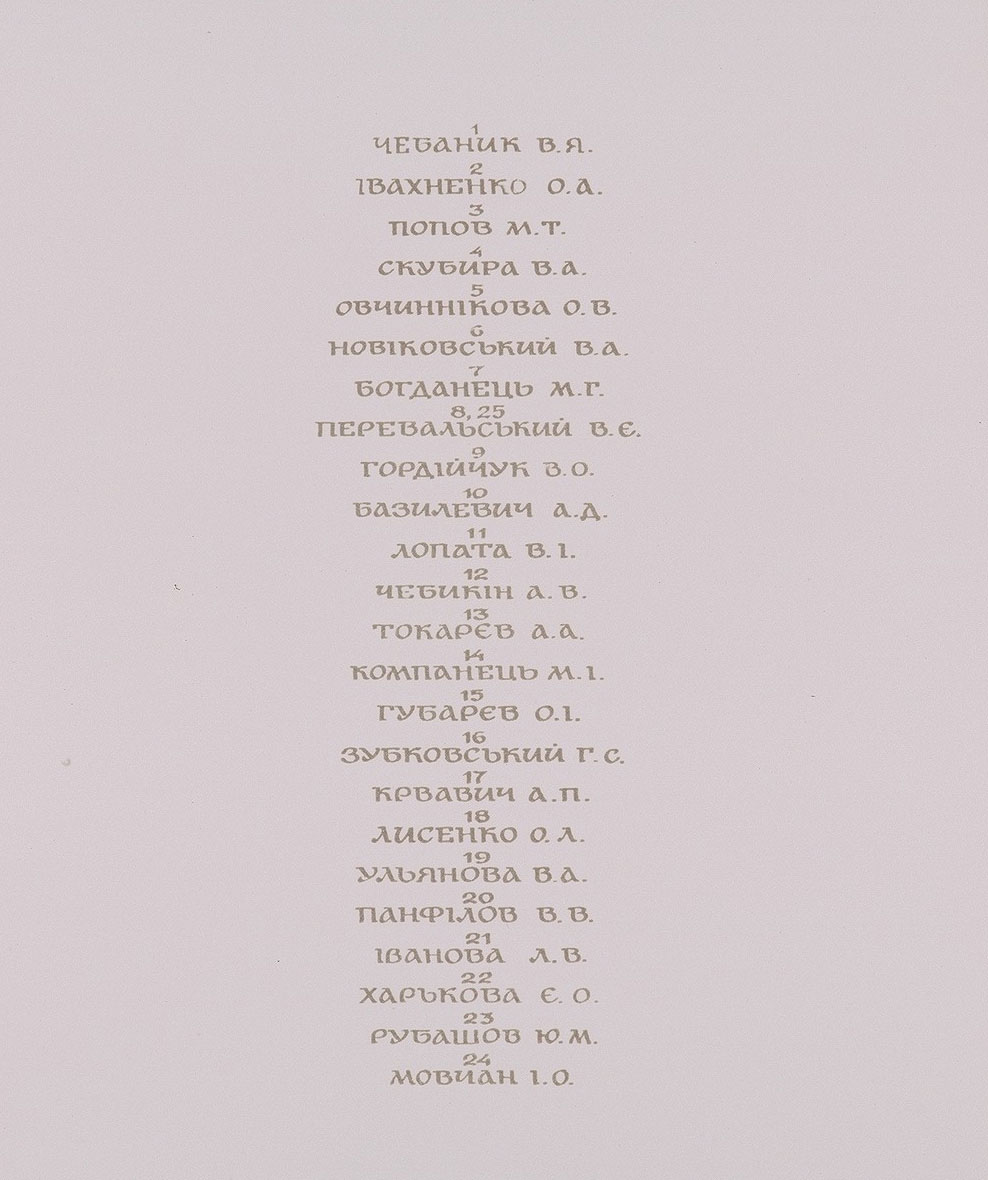 1
ЧЕБАНИК В.Я.
2
ІВАХНЕНКО О.А.
3
ПОПОВ М.Т.
4
СКУБИРА В.А.
5
ОВЧИННІКОВА О.В.
6
НОВІКОВСЬКИЙ В.А.
7
БОГДАНЕЦЬ М.Г.
8, 25
ПЕРЕВАЛЬСЬКИЙ В.Є.
9
ГОРДІЙЧУК В.О.
10
БАЗИЛЕВИЧ А.Д.
11
ЛОПАТА В.І.
12
ЧЕБИКІН А.В.
13
ТОКАРЄВ А.А.
14
КОМПАНЕЦЬ М.І.
15
ГУБАРЄВ О.І.
16
ЗУБКОВСЬКИЙ Г.С.
17
КРВАВИЧ А.П.
18
ЛИСЕНКО О.Л.
19
УЛЬЯНОВА В.А.
20
ПАНФІЛОВ В.В.
21
ІВАНОВА Л.В.
22
ХАРЬКОВА Є.О.
23
РУБАШОВ Ю.М.
24
МОВИАН І.О.